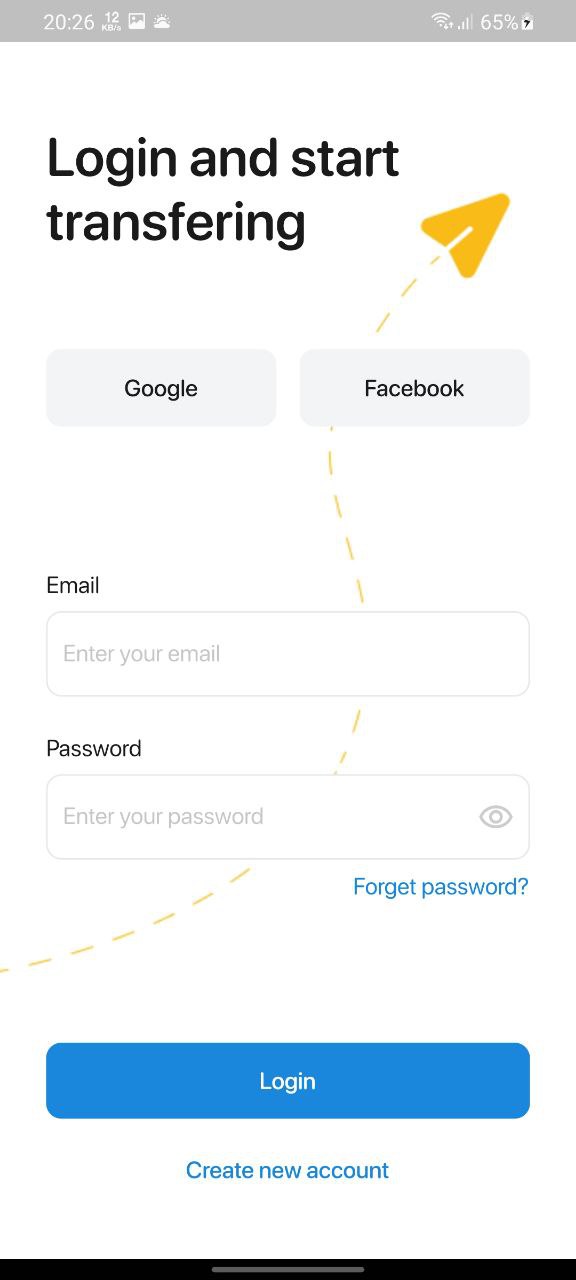 20:26 12 KB/s 65%
Login and start
transfering
Google Facebook
Email
Enter your email
Password
Enter your password
Forget password?
Login
Create new account